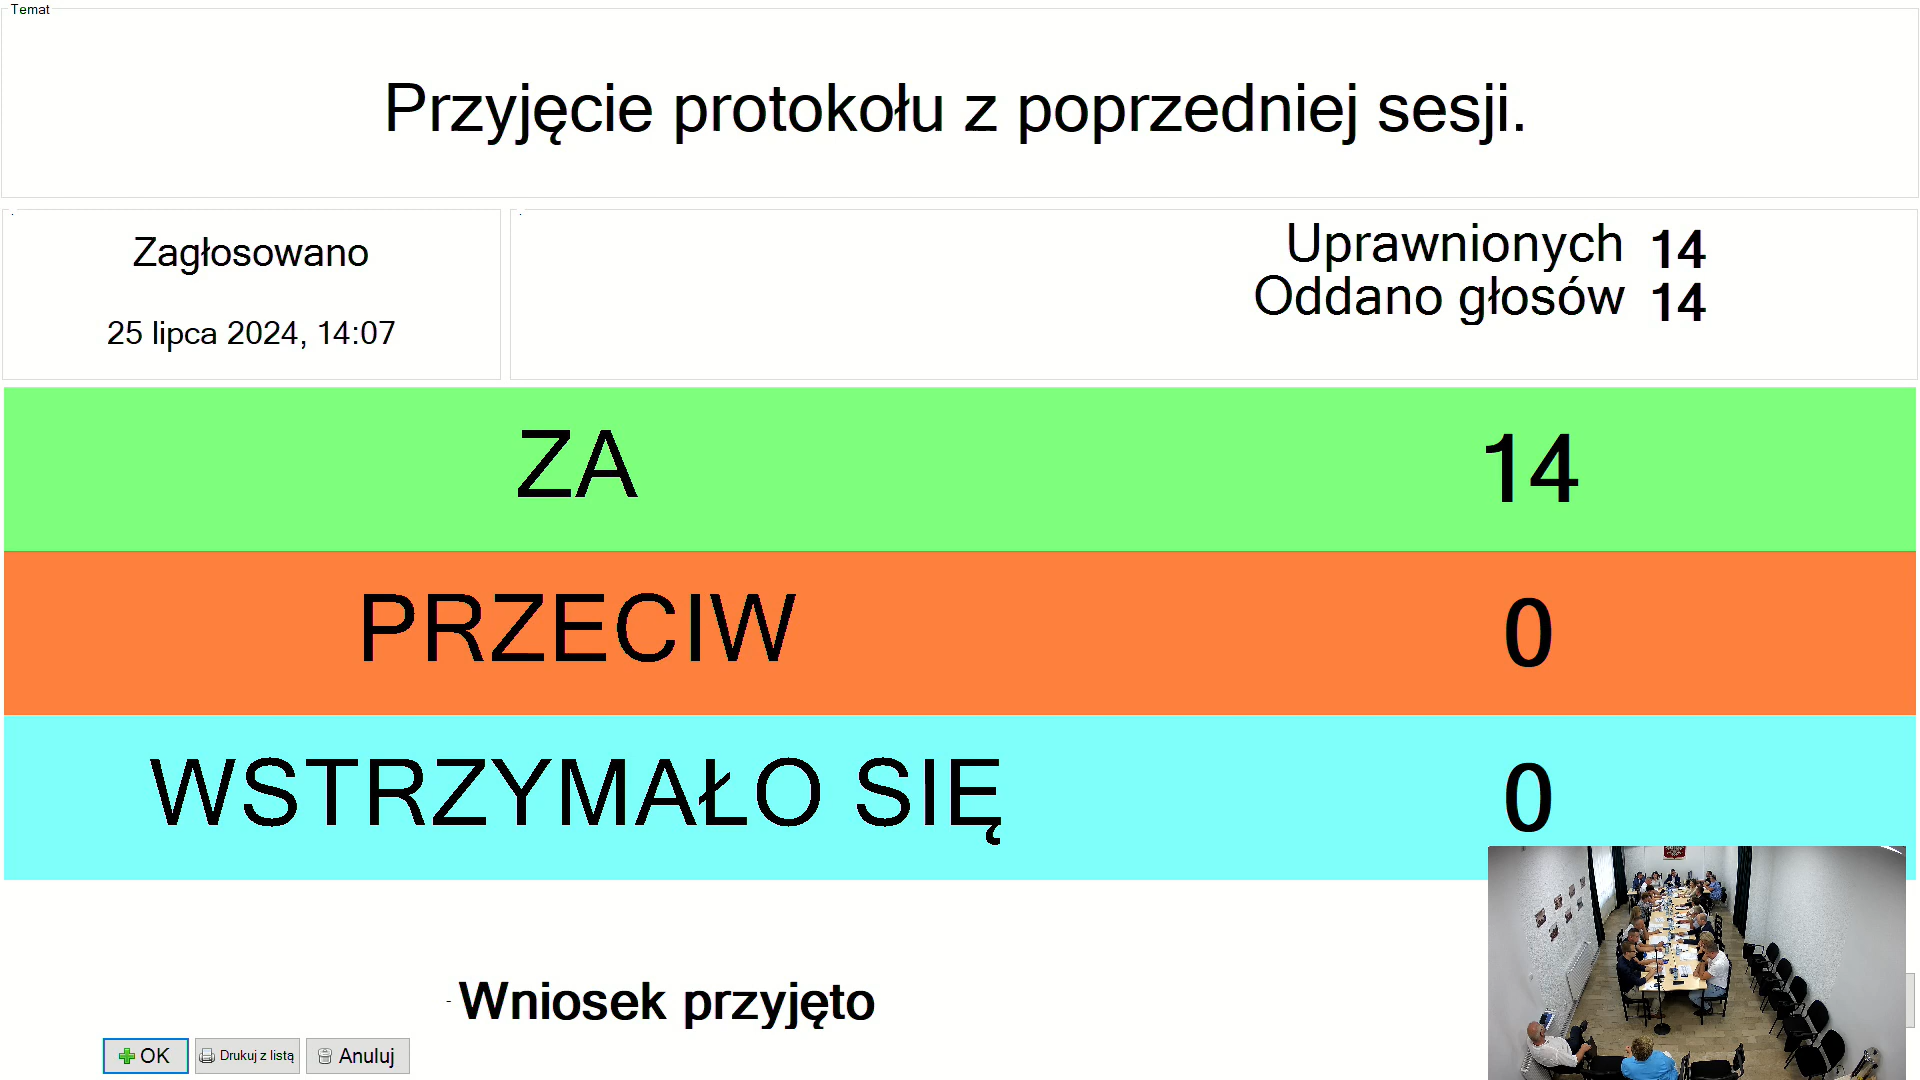 Temat
Przyjęcie protokołu z poprzedniej sesji.
Zagłosowano
25 lipca 2024, 14:07
Uprawnionych 14
Oddano głosów 14
ZA 14
PRZECIW 0
WSTRZYMAŁO SIĘ 0
- Wniosek przyjęto
OK
Drukuj z listą
Anuluj